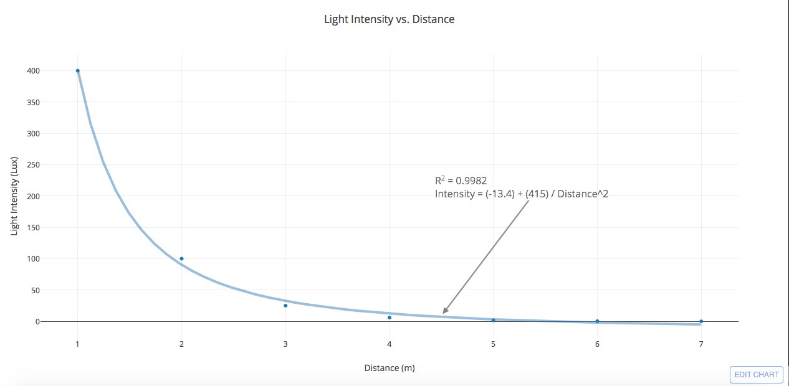 Light Intensity vs. Distance
400
350
300
250
200
150
100
50
0
Light Intensity (Lux)
R² = 0.9982
Intensity = (-13.4) + (415) / Distance^2
1 2 3 4 5 6 7
Distance (m)
EDIT CHART